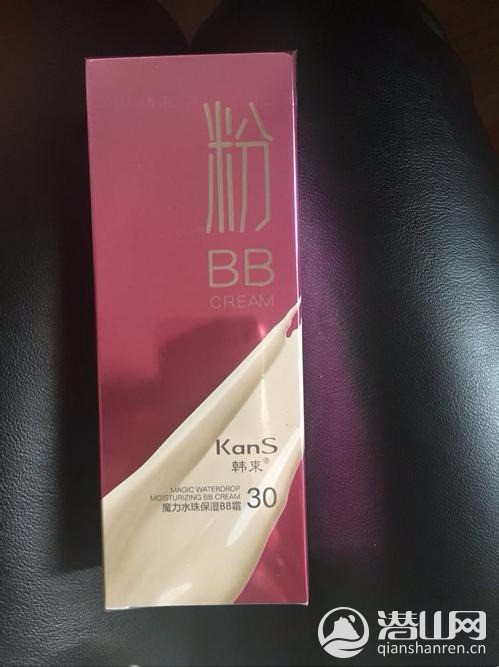 粉
BB
CREAM
KanS
韩束®
MAGIC WATERDROP
MOISTURIZING BB CREAM
魔力水珠保湿BB霜
30
潜山网
qianshanren.cn